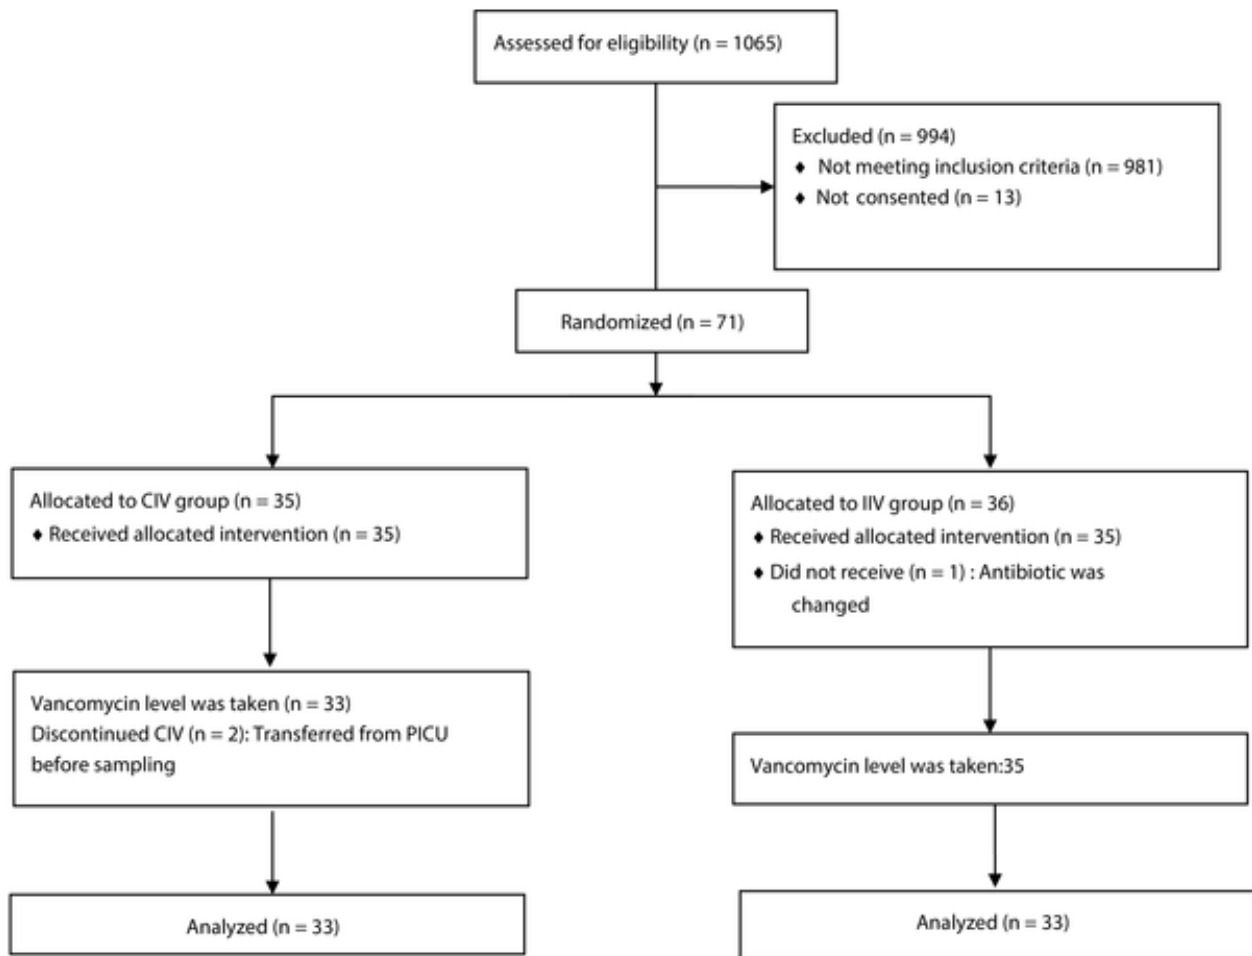 Assessed for eligibility (n = 1065)
Excluded (n = 994)
♦ Not meeting inclusion criteria (n = 981)
♦ Not consented (n = 13)
Randomized (n = 71)
Allocated to CIV group (n = 35)
♦ Received allocated intervention (n = 35)
Allocated to IIV group (n = 36)
♦ Received allocated intervention (n = 35)
♦ Did not receive (n = 1) : Antibiotic was
changed
Vancomycin level was taken (n = 33)
Discontinued CIV (n = 2): Transferred from PICU
before sampling
Vancomycin level was taken:35
Analyzed (n = 33)
Analyzed (n = 33)